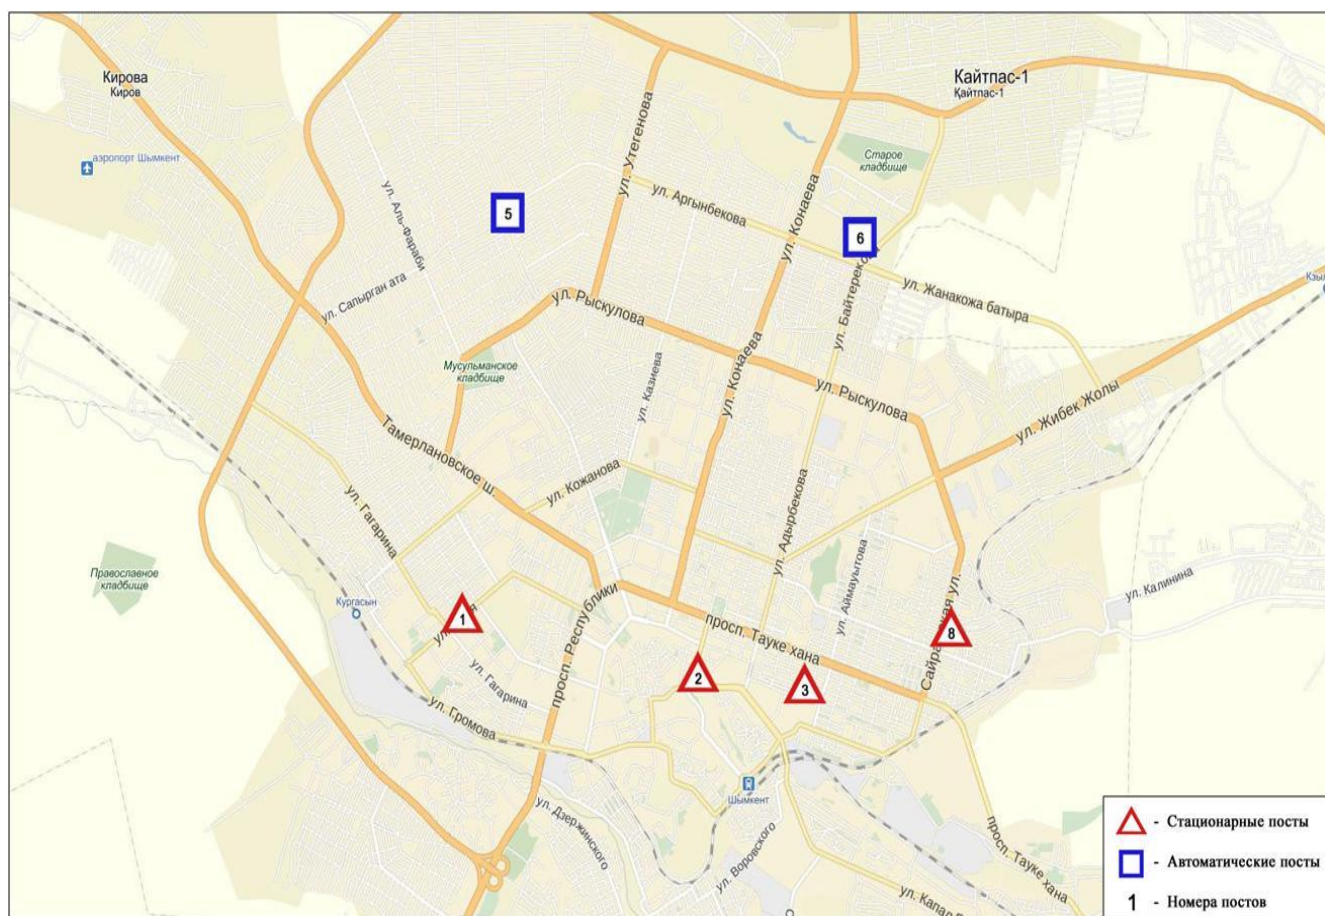 Кирова
Киров
Кайтпас-1
Қайтпас-1
аэропорт Шымкент
ул. Утегенова
Старое
кладбище
ул. Аргынбекова
ул. Конаева
5
6
ул. Аль-Фараби
ул. Сапырган ата
ул. Байтерекова
ул. Жанакожа батыра
ул. Рыскулова
Мусульманское
кладбище
ул. Казиева
ул. Конаева
ул. Рыскулова
ул. Жибек Жолы
Тамерлановское ш.
ул. Кожанова
ул. Гагарина
ул. Адырбекова
ул. Аймауытова
Православное
кладбище
Кургасын
ул. Калинина
1
просп. Республики
просп. Тауке хана
8
2
3
ул. Гагарина
ул. Громова
Шымкент
ул. Дзержинского
ул. Воровского
просп. Тауке хана
- Стационарные посты
- Автоматические посты
1 - Номера постов